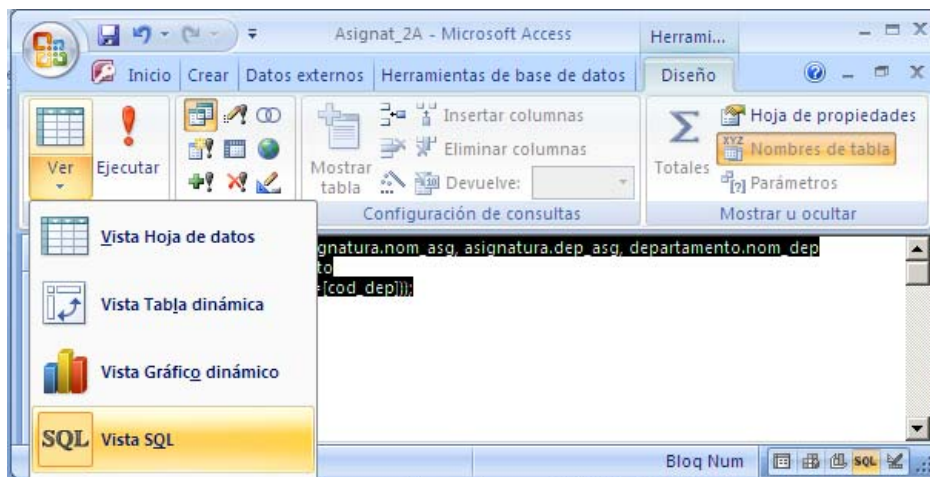 Asignat_2A - Microsoft Access
Herrami...
Inicio Crear Datos externos Herramientas de base de datos Diseño
Ver
Ejecutar
Mostrar tabla
Insertar columnas
Eliminar columnas
Devuelve:
Configuración de consultas
Totales
Hoja de propiedades
XYZ Nombres de tabla
[?] Parámetros
Mostrar u ocultar
gnatura.nom_asg, asignatura.dep_asg, departamento.nom_dep
to
=[cod_dep]));
Vista Hoja de datos
Vista Tabla dinámica
Vista Gráfico dinámico
SQL Vista SQL
Bloq Num SQL